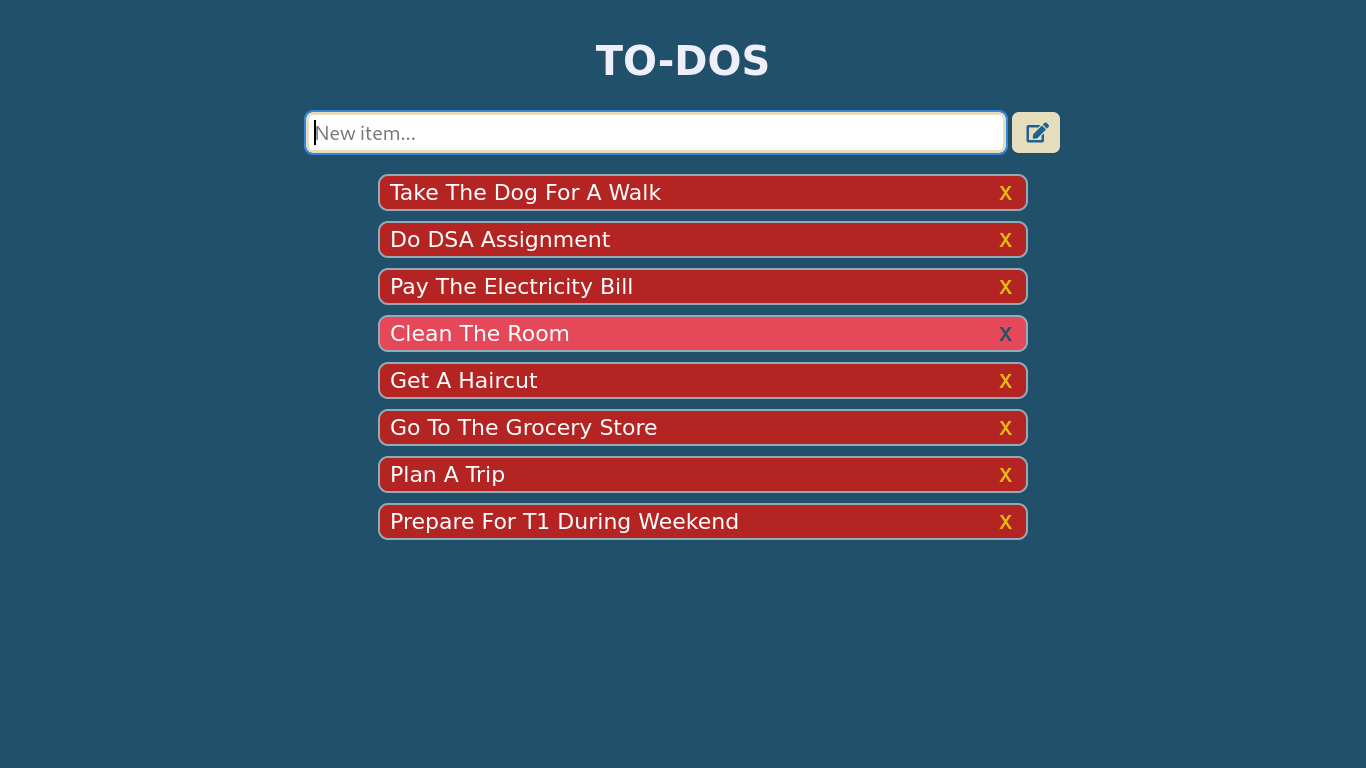 TO-DOS
New item...
Take The Dog For A Walk X
Do DSA Assignment X
Pay The Electricity Bill X
Clean The Room X
Get A Haircut X
Go To The Grocery Store X
Plan A Trip X
Prepare For T1 During Weekend X